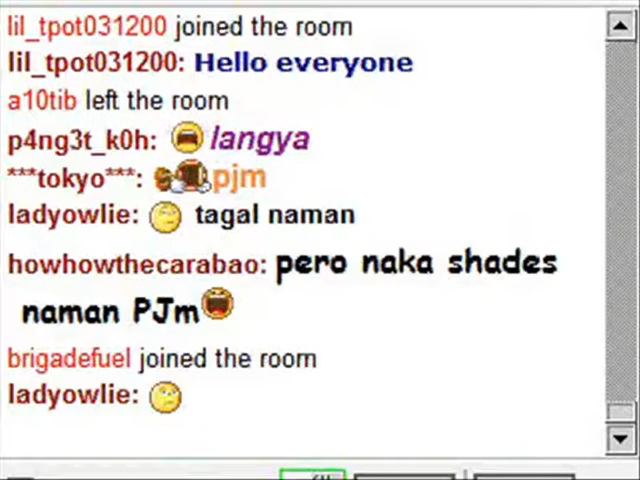 lil_tpot031200 joined the room
lil_tpot031200: Hello everyone
a10tib left the room
p4ng3t_k0h: langya
***tokyo***: pjm
ladyowlie: tagal naman
howhowthecarabao: pero naka shades
naman PJm
brigadefuel joined the room
ladyowlie: